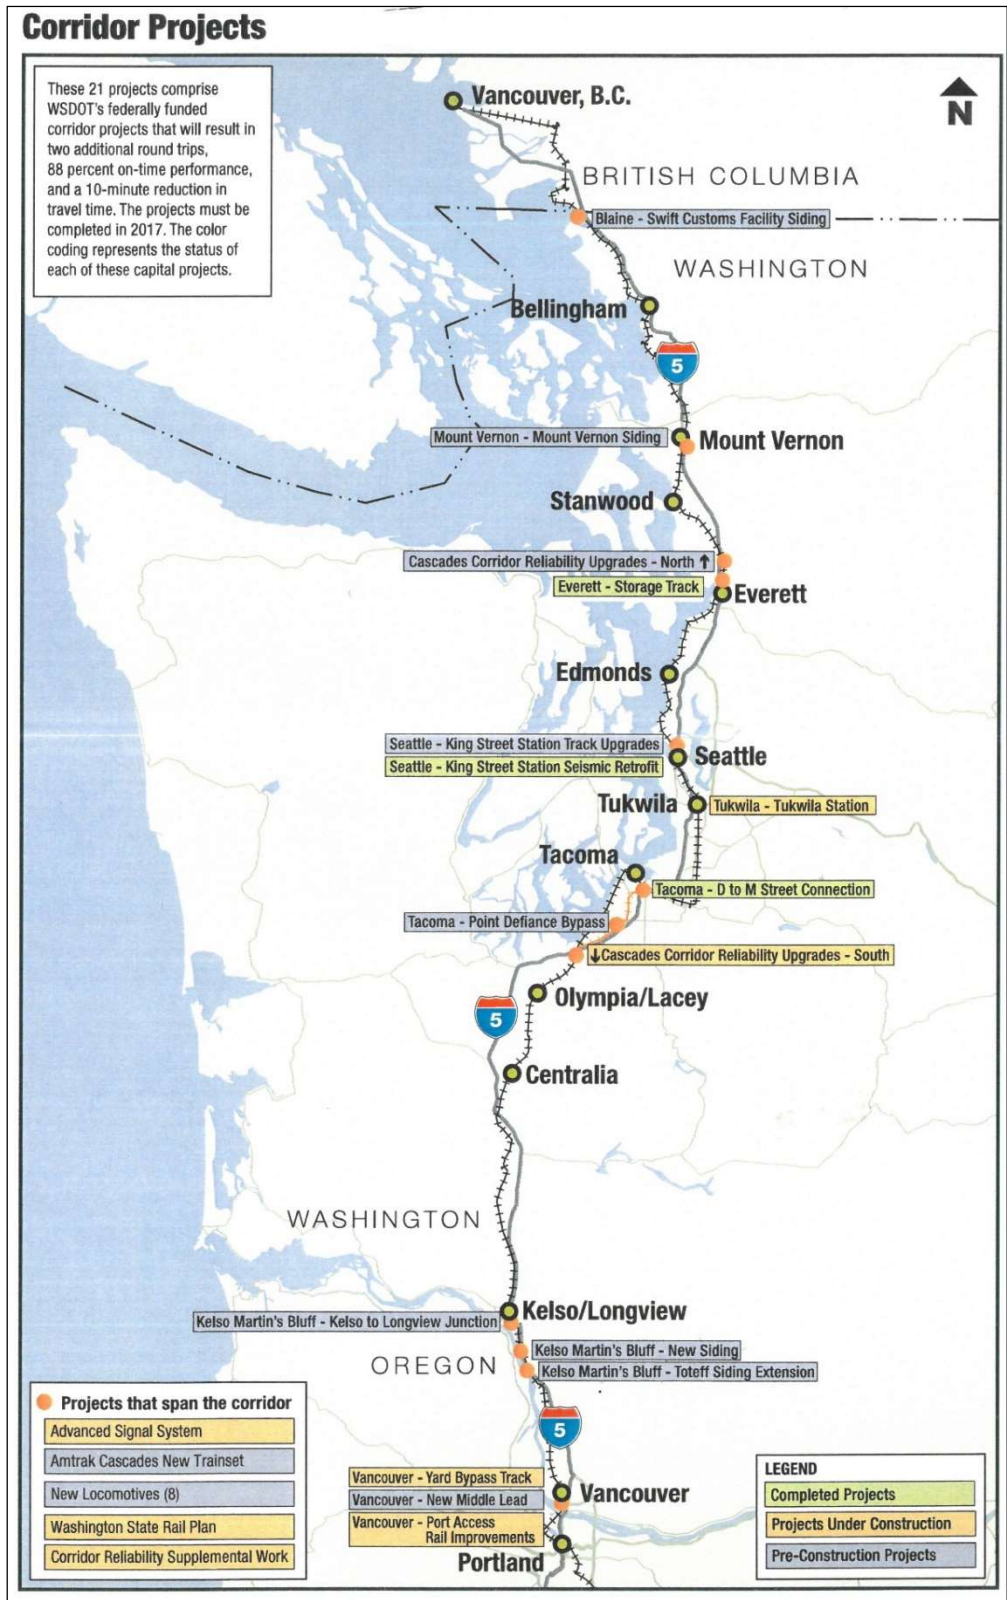 Corridor Projects
These 21 projects comprise
WSDOT's federally funded
corridor projects that will result in
two additional round trips,
88 percent on-time performance,
and a 10-minute reduction in
travel time. The projects must be
completed in 2017. The color
coding represents the status of
each of these capital projects.
N
Vancouver, B.C.
BRITISH COLUMBIA
Blaine - Swift Customs Facility Siding
WASHINGTON
Bellingham
5
Mount Vernon - Mount Vernon Siding
Mount Vernon
Stanwood
Cascades Corridor Reliability Upgrades - North ↑
Everett - Storage Track
Everett
Edmonds
Seattle - King Street Station Track Upgrades
Seattle - King Street Station Seismic Retrofit
Seattle
Tukwila
Tukwila - Tukwila Station
Tacoma
Tacoma - D to M Street Connection
Tacoma - Point Defiance Bypass
↓Cascades Corridor Reliability Upgrades - South
Olympia/Lacey
5
Centralia
WASHINGTON
Kelso/Longview
Kelso Martin's Bluff - Kelso to Longview Junction
Kelso Martin's Bluff - New Siding
OREGON
Kelso Martin's Bluff - Toteff Siding Extension
5
Vancouver - Yard Bypass Track
Vancouver - New Middle Lead
Vancouver
Vancouver - Port Access
Rail Improvements
Portland
Projects that span the corridor
Advanced Signal System
Amtrak Cascades New Trainset
New Locomotives (8)
Washington State Rail Plan
Corridor Reliability Supplemental Work
LEGEND
Completed Projects
Projects Under Construction
Pre-Construction Projects